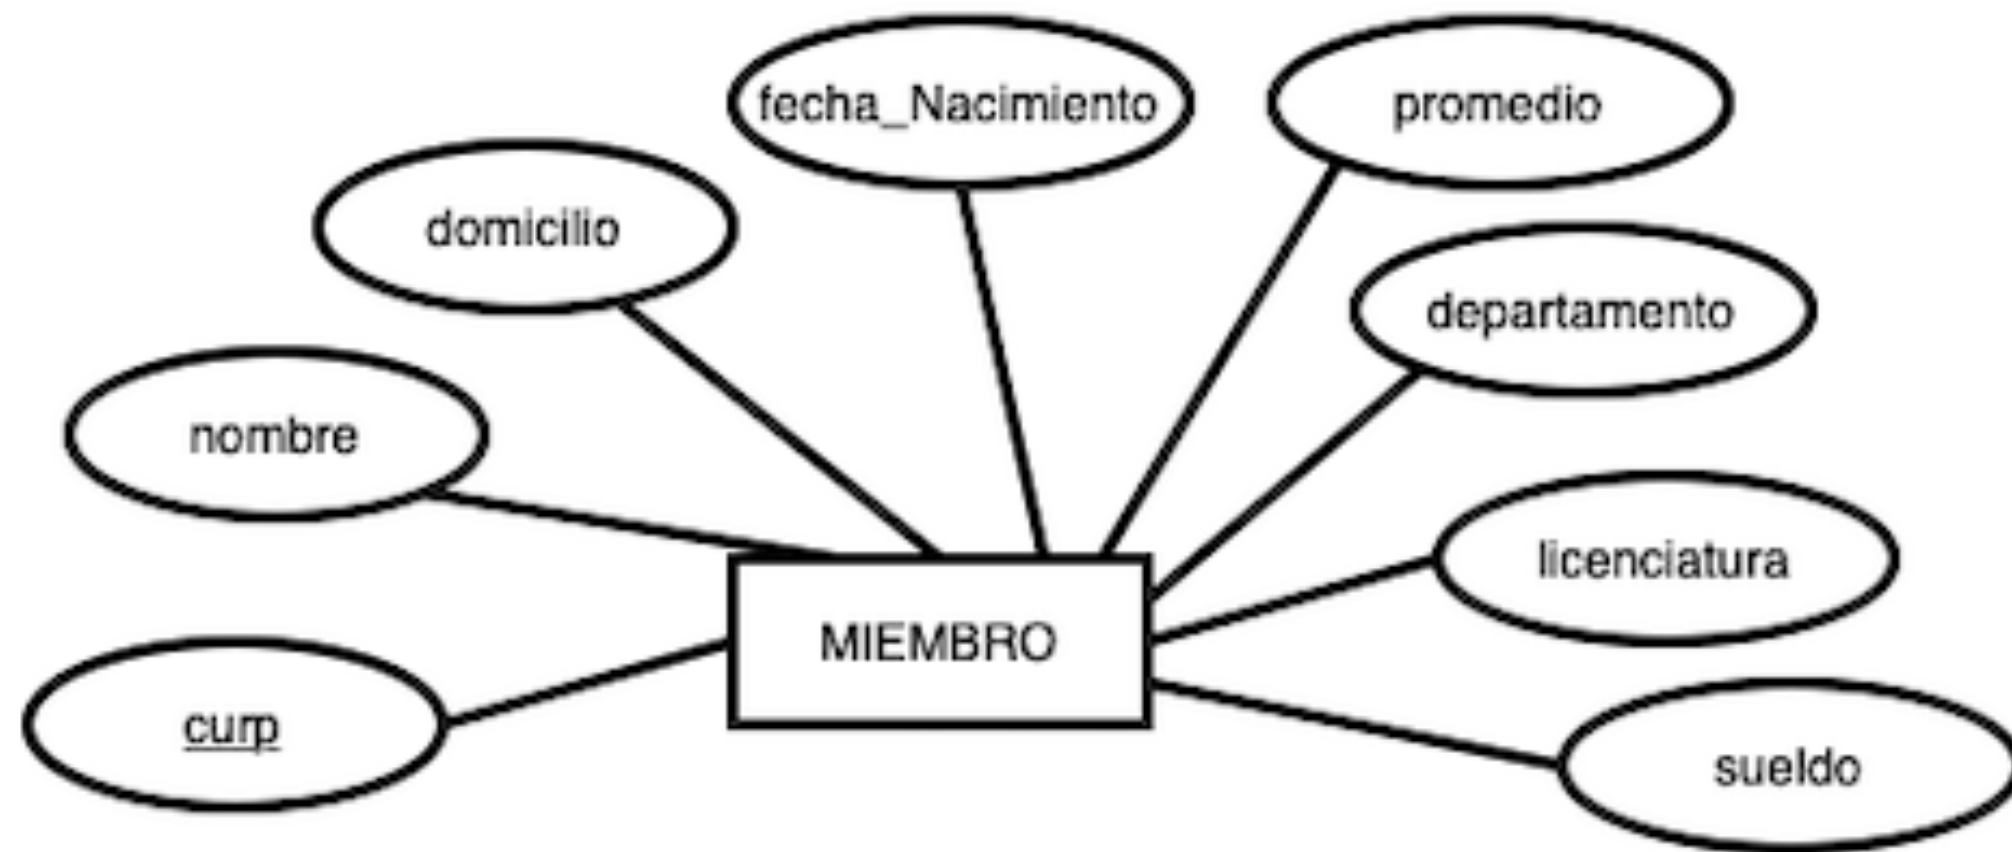 fecha_Nacimiento
promedio
domicilio
departamento
nombre
licenciatura
MIEMBRO
curp
sueldo